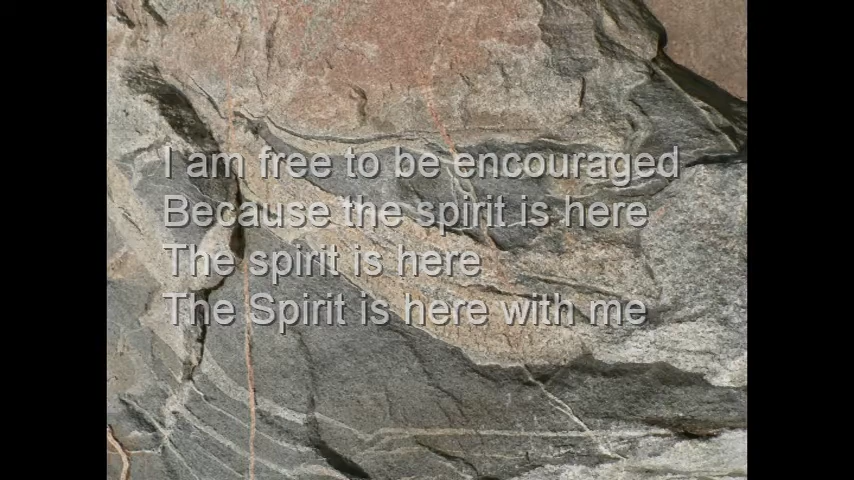 I am free to be encouraged
Because the spirit is here
The spirit is here
The Spirit is here with me